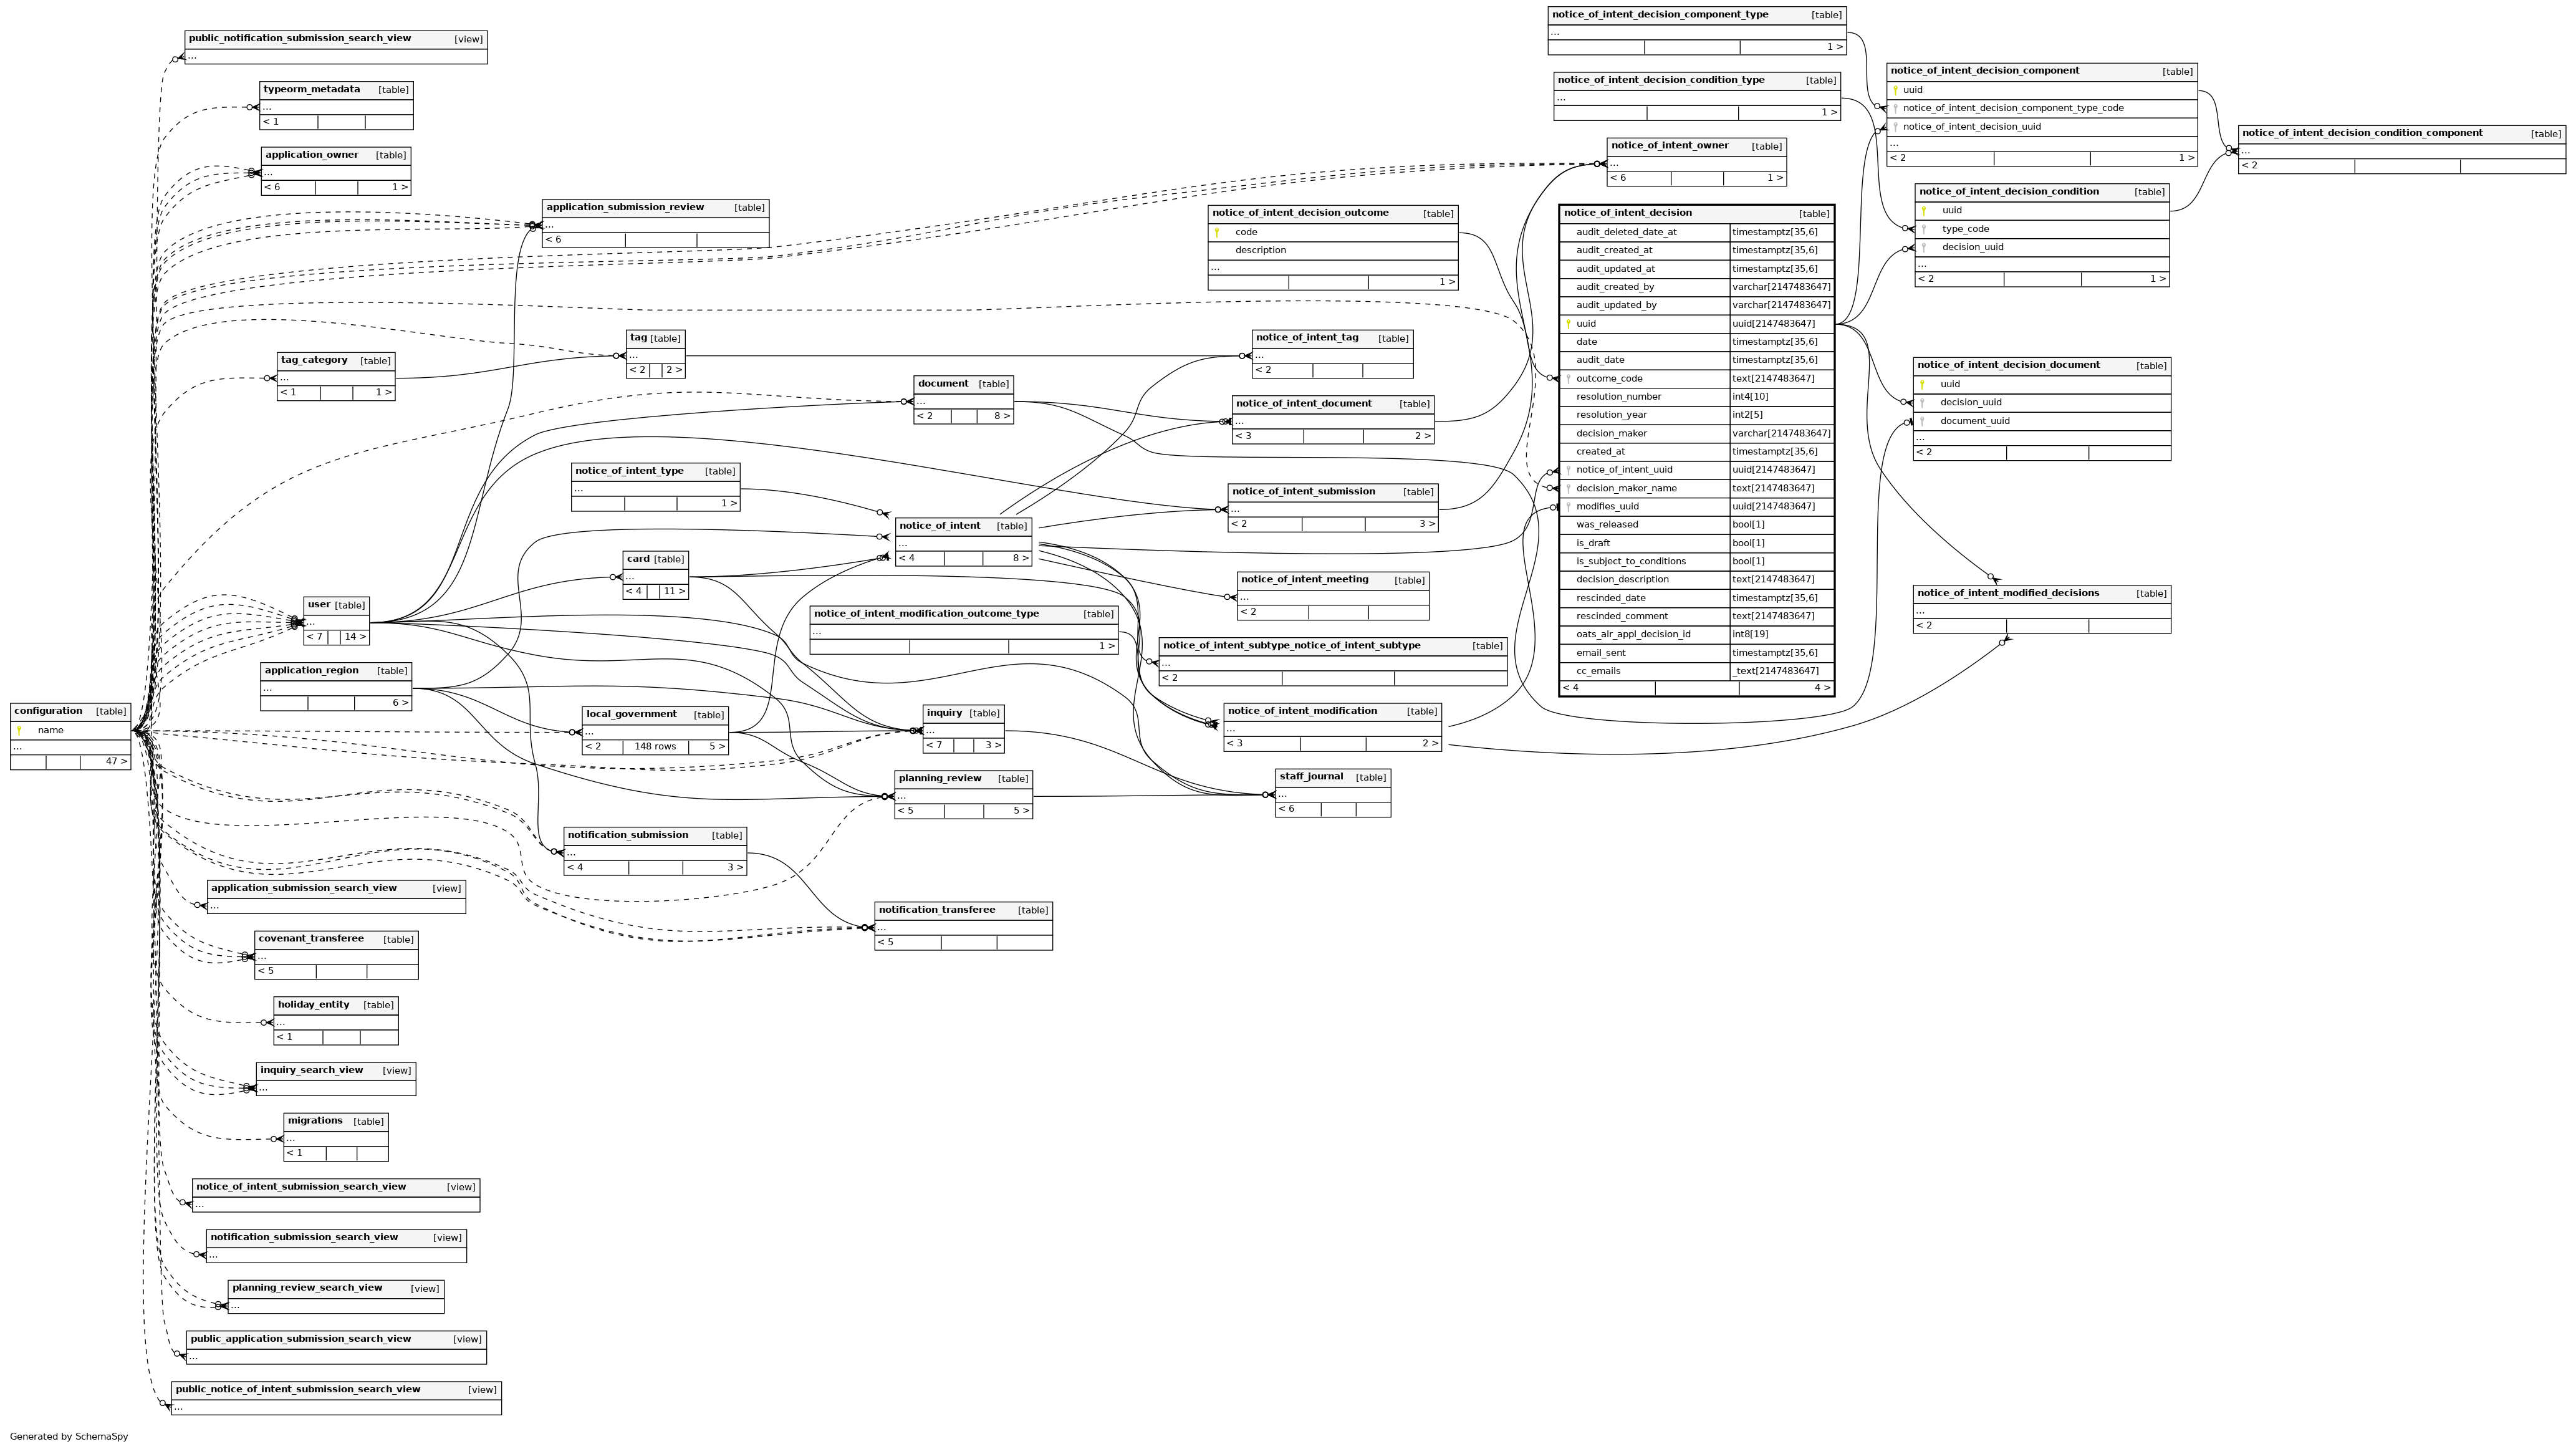 public_notification_submission_search_view [view]
...
typeorm_metadata [table]
...
< 1
application_owner [table]
...
< 6 1 >
application_submission_review [table]
...
< 6
tag_category [table]
...
< 1 1 >
tag [table]
...
< 2 2 >
document [table]
...
< 2 8 >
notice_of_intent_type [table]
...
1 >
notice_of_intent [table]
...
< 4 8 >
card [table]
...
< 4 11 >
user [table]
...
< 7 14 >
notice_of_intent_modification_outcome_type [table]
...
1 >
application_region [table]
...
6 >
configuration [table]
name
...
47 >
local_government [table]
...
< 2 148 rows 5 >
inquiry [table]
...
< 7 3 >
planning_review [table]
...
< 5 5 >
notification_submission [table]
...
< 4 3 >
notification_transferee [table]
...
< 5
application_submission_search_view [view]
...
covenant_transferee [table]
...
< 5
holiday_entity [table]
...
< 1
inquiry_search_view [view]
...
migrations [table]
...
< 1
notice_of_intent_submission_search_view [view]
...
notification_submission_search_view [view]
...
planning_review_search_view [view]
...
public_application_submission_search_view [view]
...
public_notice_of_intent_submission_search_view [view]
...
notice_of_intent_decision_outcome [table]
code
description
...
1 >
notice_of_intent_tag [table]
...
< 2
notice_of_intent_document [table]
...
< 3 2 >
notice_of_intent_submission [table]
...
< 2 3 >
notice_of_intent_meeting [table]
...
< 2
notice_of_intent_subtype_notice_of_intent_subtype [table]
...
< 2
notice_of_intent_modification [table]
...
< 3 2 >
staff_journal [table]
...
< 6
notice_of_intent_decision_component_type [table]
...
1 >
notice_of_intent_decision_condition_type [table]
...
1 >
notice_of_intent_owner [table]
...
< 6 1 >
notice_of_intent_decision [table]
audit_deleted_date_at timestamptz[35,6]
audit_created_at timestamptz[35,6]
audit_updated_at timestamptz[35,6]
audit_created_by varchar[2147483647]
audit_updated_by varchar[2147483647]
uuid uuid[2147483647]
date timestamptz[35,6]
audit_date timestamptz[35,6]
outcome_code text[2147483647]
resolution_number int4[10]
resolution_year int2[5]
decision_maker varchar[2147483647]
created_at timestamptz[35,6]
notice_of_intent_uuid uuid[2147483647]
decision_maker_name text[2147483647]
modifies_uuid uuid[2147483647]
was_released bool[1]
is_draft bool[1]
is_subject_to_conditions bool[1]
decision_description text[2147483647]
rescinded_date timestamptz[35,6]
rescinded_comment text[2147483647]
oats_alr_appl_decision_id int8[19]
email_sent timestamptz[35,6]
cc_emails _text[2147483647]
< 4 4 >
notice_of_intent_decision_component [table]
uuid
notice_of_intent_decision_component_type_code
notice_of_intent_decision_uuid
...
< 2 1 >
notice_of_intent_decision_condition_component [table]
...
< 2
notice_of_intent_decision_condition [table]
uuid
type_code
decision_uuid
...
< 2 1 >
notice_of_intent_decision_document [table]
uuid
decision_uuid
document_uuid
...
< 2
notice_of_intent_modified_decisions [table]
...
< 2
Generated by SchemaSpy